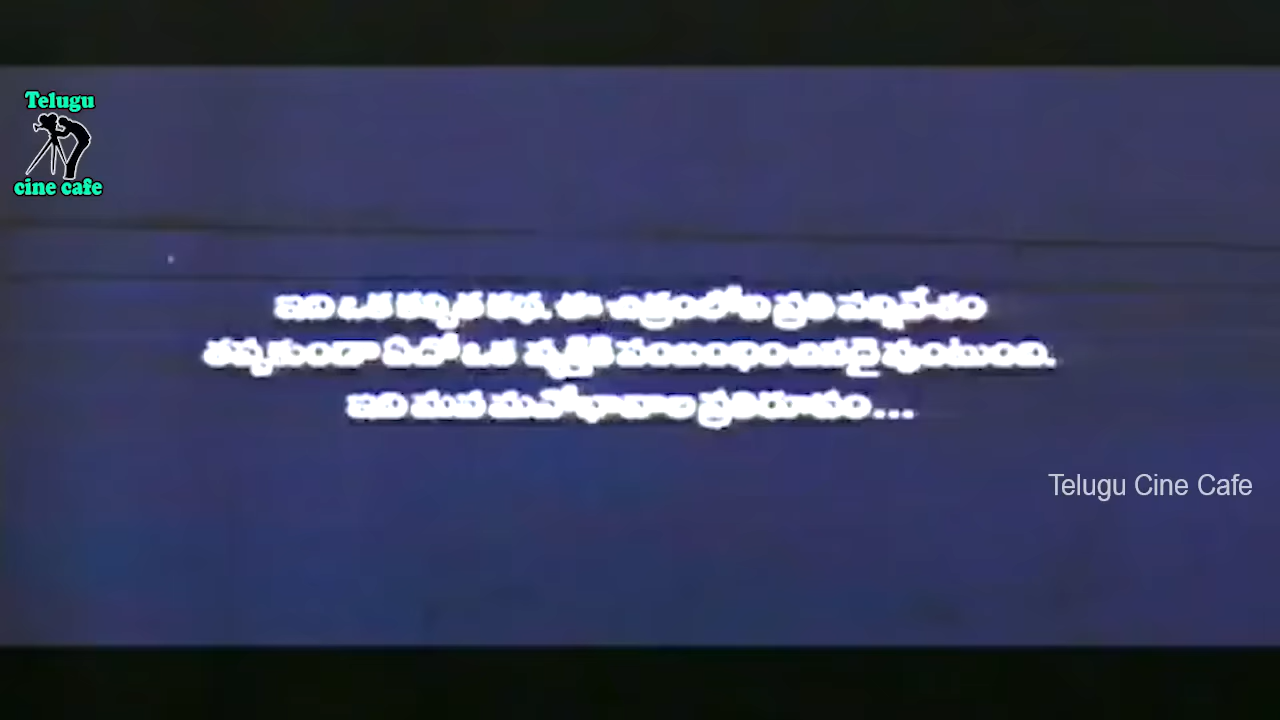 Telugu
cine cafe
ఇది ఒక కల్పిత కథ. ఈ చిత్రంలోని ప్రతి సన్నివేశం
తప్పకుండా ఏదో ఒక వ్యక్తికి సంబంధించినదై వుంటుంది.
ఇది మన మనోభావాల ప్రతిరూపం...
Telugu Cine Cafe